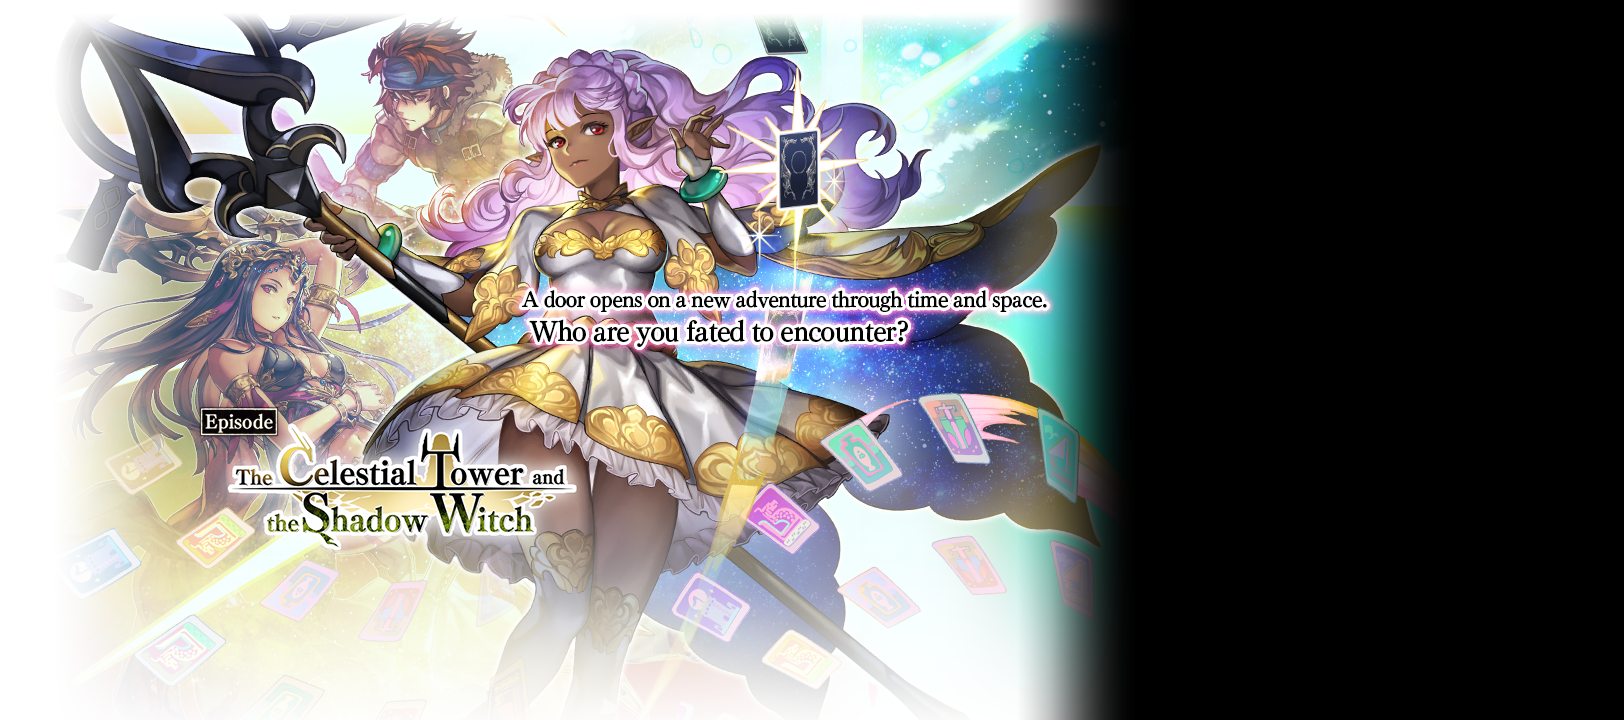 A door opens on a new adventure through time and space.
Who are you fated to encounter?
Episode
The Celestial Tower and
the Shadow Witch